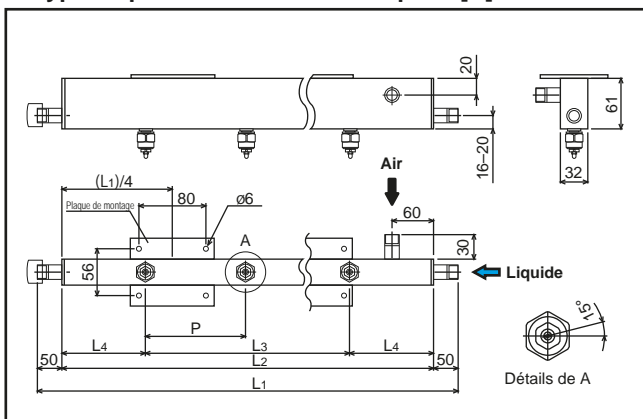 20
16–20
61
32
Air
(L1)/4
80
ø6
Plaque de montage
A
60
30
56
Liquide
P
15°
L4
L3
L4
50
L2
50
L1
Détails de A